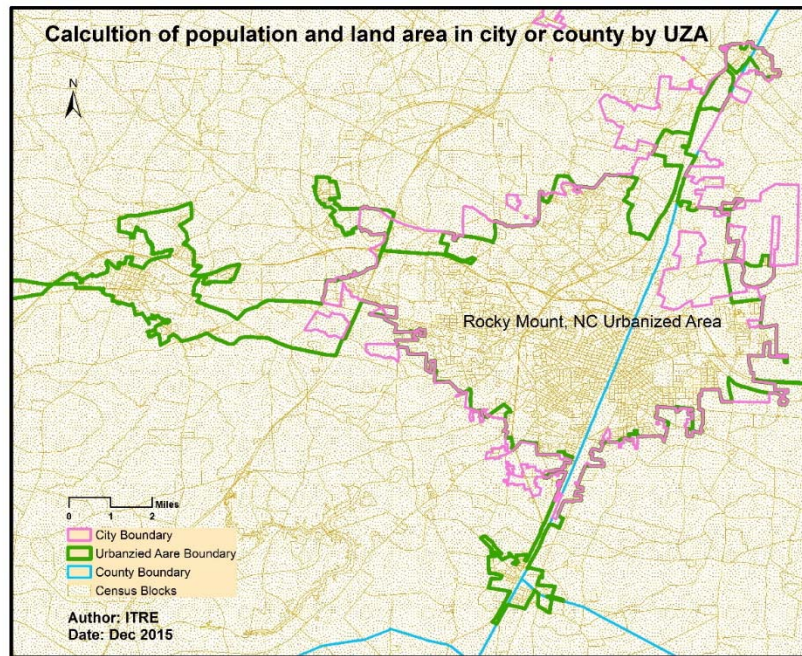 Calcultion of population and land area in city or county by UZA
N
Rocky Mount, NC Urbanized Area
Miles
0 1 2
City Boundary
Urbanzied Aare Boundary
County Boundary
Census Blocks
Author: ITRE
Date: Dec 2015